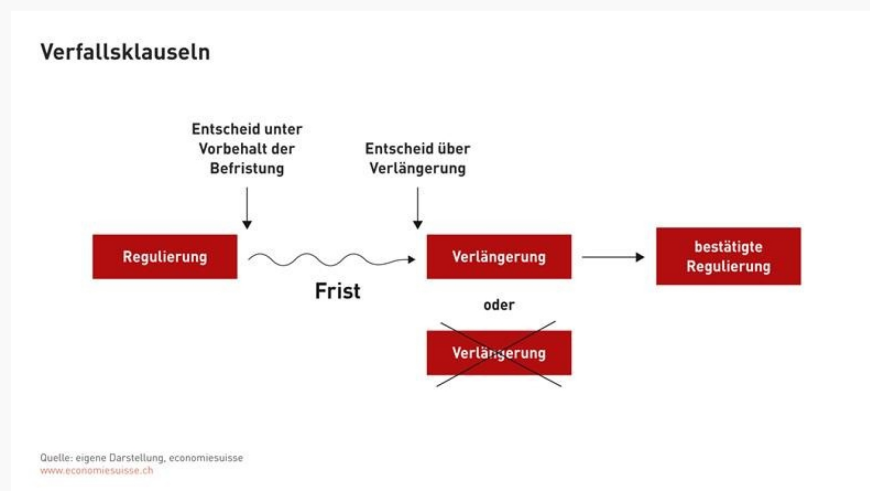 Verfallsklauseln
Entscheid unter
Vorbehalt der
Befristung
Entscheid über
Verlängerung
Regulierung
Frist
Verlängerung
bestätigte
Regulierung
oder
Verlängerung
Quelle: eigene Darstellung, economiesuisse
www.economiesuisse.ch